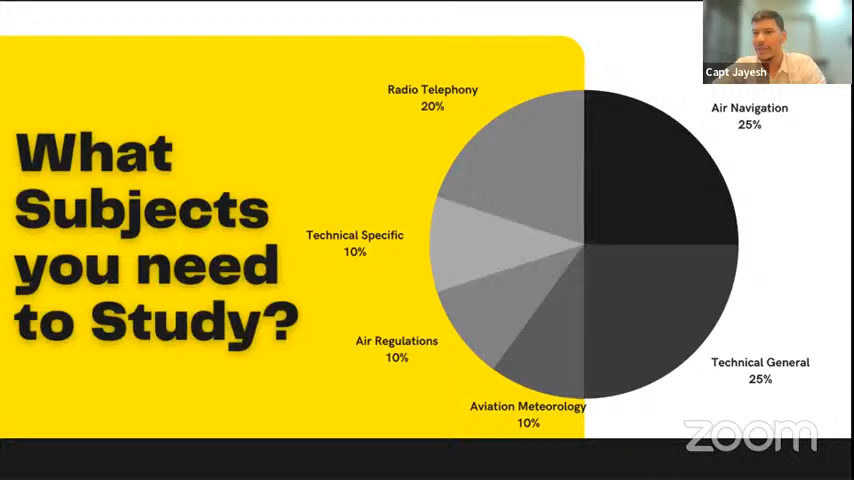 Capt Jayesh
What
Subjects
you need
to Study?
Radio Telephony
20%
Air Navigation
25%
Technical Specific
10%
Air Regulations
10%
Technical General
25%
Aviation Meteorology
10%
zoom